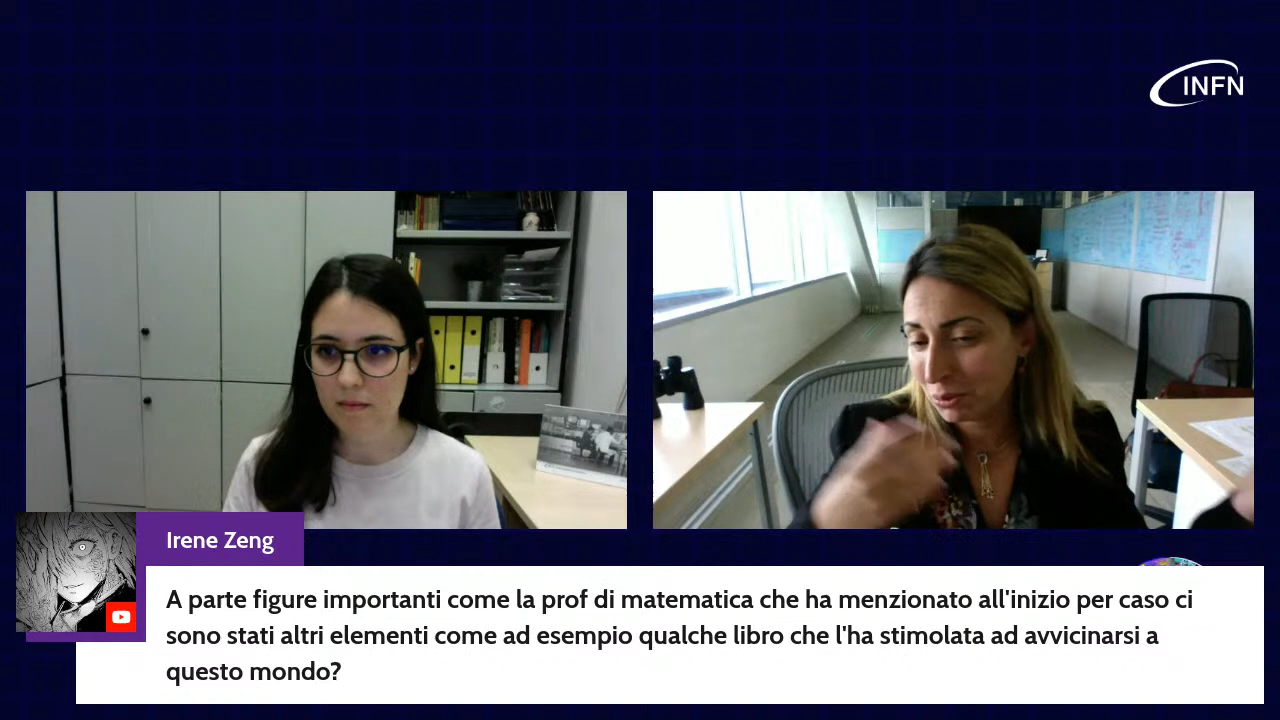 INFN
Irene Zeng
A parte figure importanti come la prof di matematica che ha menzionato all'inizio per caso ci
sono stati altri elementi come ad esempio qualche libro che l'ha stimolata ad avvicinarsi a
questo mondo?